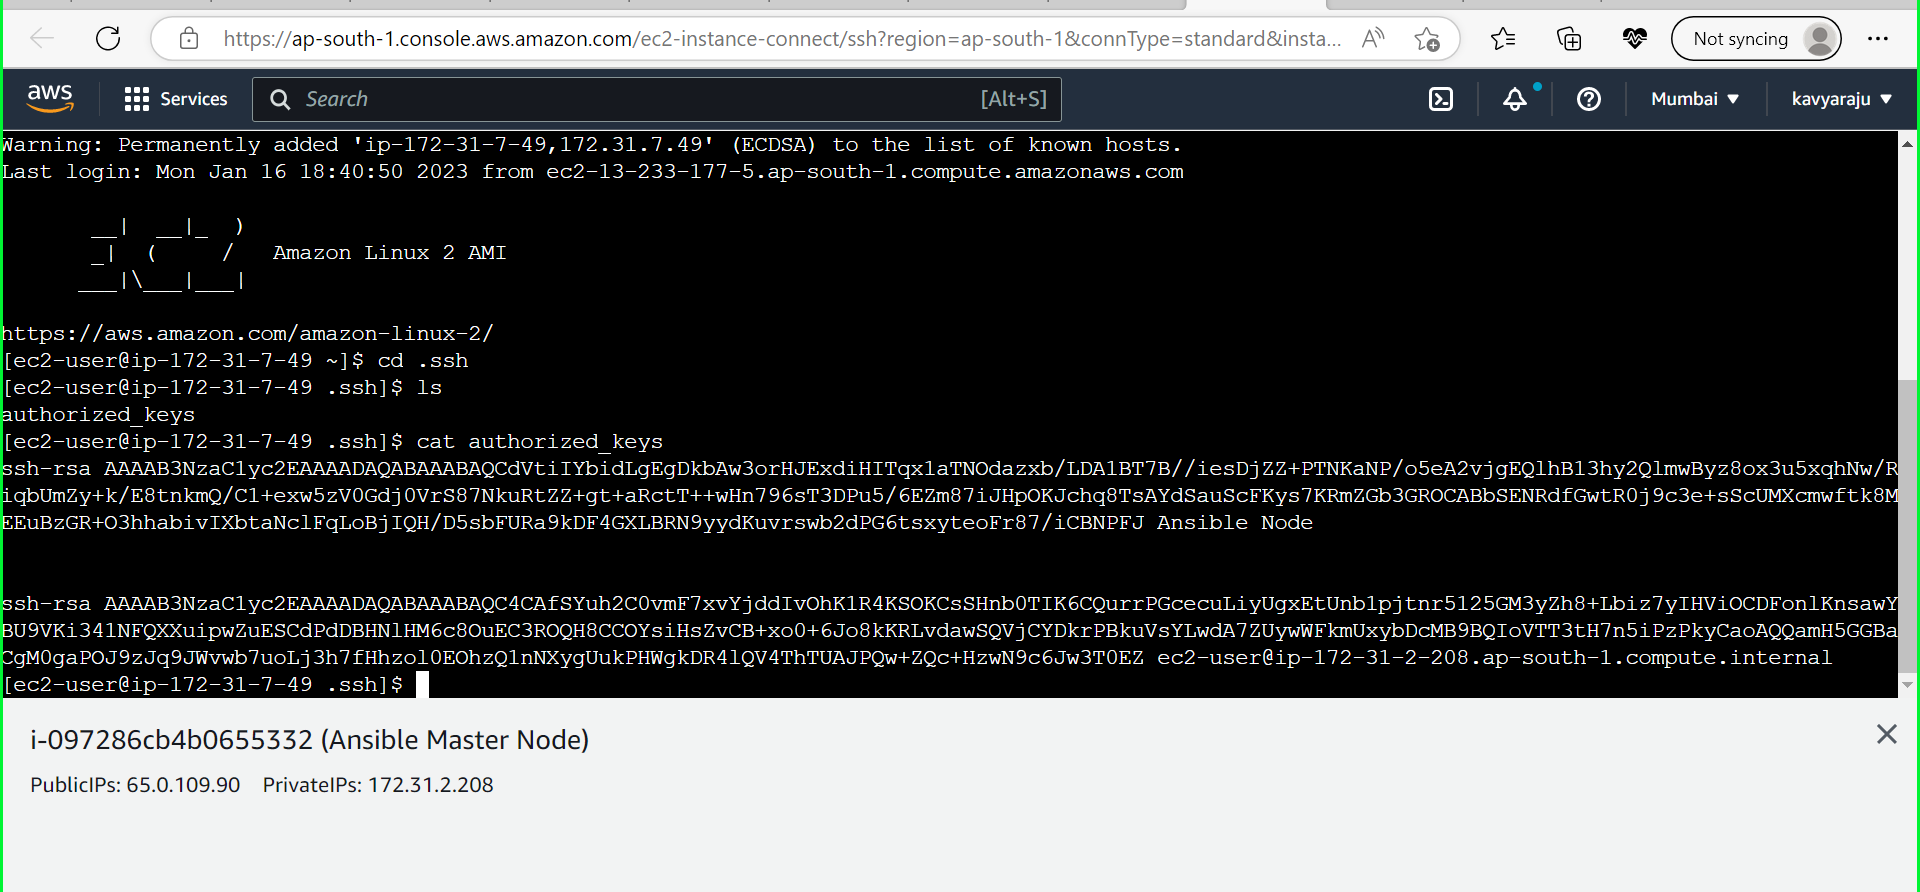 https://ap-south-1.console.aws.amazon.com/ec2-instance-connect/ssh?region=ap-south-1&connType=standard&insta...
Not syncing
aws
Services
Search
[Alt+S]
Mumbai
kavyaraju
Warning: Permanently added 'ip-172-31-7-49,172.31.7.49' (ECDSA) to the list of known hosts.
Last login: Mon Jan 16 18:40:50 2023 from ec2-13-233-177-5.ap-south-1.compute.amazonaws.com
__|  __|_  )
_|  (     /   Amazon Linux 2 AMI
___|\___|___|
https://aws.amazon.com/amazon-linux-2/
[ec2-user@ip-172-31-7-49 ~]$ cd .ssh
[ec2-user@ip-172-31-7-49 .ssh]$ ls
authorized_keys
[ec2-user@ip-172-31-7-49 .ssh]$ cat authorized_keys
ssh-rsa AAAAB3NzaC1yc2EAAAADAQABAAABAQCdVtiIYbidLgEgDkbAw3orHJExdiHITqx1aTNOdazxb/LDA1BT7B//iesDjZZ+PTNKaNP/o5eA2vjgEQlhB13hy2QlmwByz8ox3u5xqhNw/R
iqbUmZy+k/E8tnkmQ/C1+exw5zV0Gdj0VrS87NkuRtZZ+gt+aRctT++wHn796sT3DPu5/6EZm87iJHpOKJchq8TsAYdSauScFKys7KRmZGb3GROCABbSENRdfGwtR0j9c3e+sScUMXcmwftk8M
EEuBzGR+O3hhabivIXbtaNclFqLoBjIQH/D5sbFURa9kDF4GXLBRN9yydKuvrswb2dPG6tsxyteoFr87/iCBNPFJ Ansible Node
ssh-rsa AAAAB3NzaC1yc2EAAAADAQABAAABAQC4CAfSYuh2C0vmF7xvYjddIvOhK1R4KSOKCsSHnb0TIK6CQurrPGcecuLiyUgxEtUnblpjtnr5125GM3yZh8+Lbiz7yIHViOCDFonlKnsawY
BU9VKi341NFQXXuipwZuESCdPdDBHNlHM6c8OuEC3ROQH8CCOYsiHsZvCB+xo0+6Jo8kKRLvdawSQVjCYDkrPBkuVsYLwdA7ZUywWFkmUxybDcMB9BQIoVTT3tH7n5iPzPkyCaoAQQamH5GGBa
CgM0gaPOJ9zJq9JWvwb7uoLj3h7fHhzol0EOhzQ1nNXygUukPHWgkDR4lQV4ThTUAJPQw+ZQc+HzwN9c6Jw3T0EZ ec2-user@ip-172-31-2-208.ap-south-1.compute.internal
[ec2-user@ip-172-31-7-49 .ssh]$
i-097286cb4b0655332 (Ansible Master Node)
PublicIPs: 65.0.109.90 PrivateIPs: 172.31.2.208